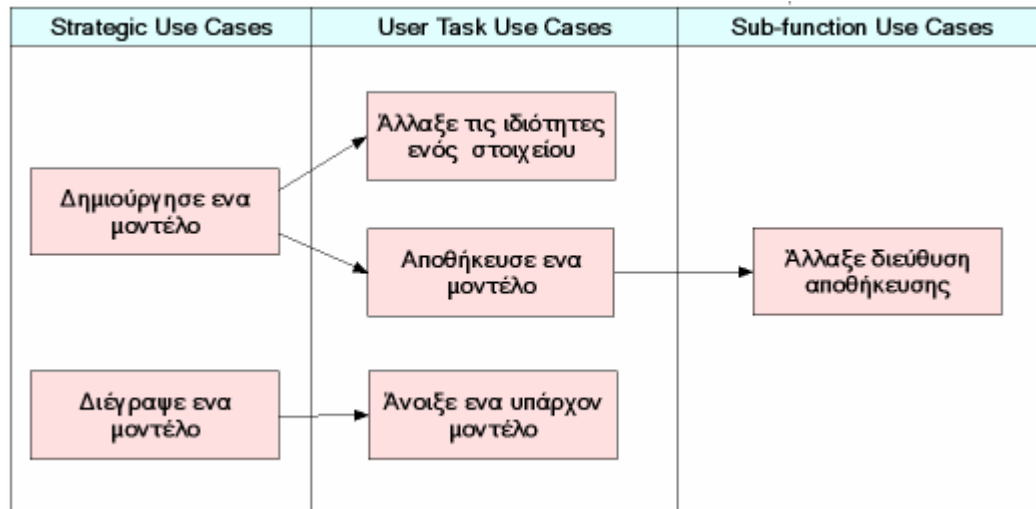 Strategic Use Cases
User Task Use Cases
Sub-function Use Cases
Άλλαξε τις ιδιότητες
ενός στοιχείου
Δημιούργησε ενα
μοντέλο
Αποθήκευσε ενα
μοντέλο
Άλλαξε διεύθυση
αποθήκευσης
Διέγραψε ενα
μοντέλο
Άνοιξε ενα υπάρχον
μοντέλο